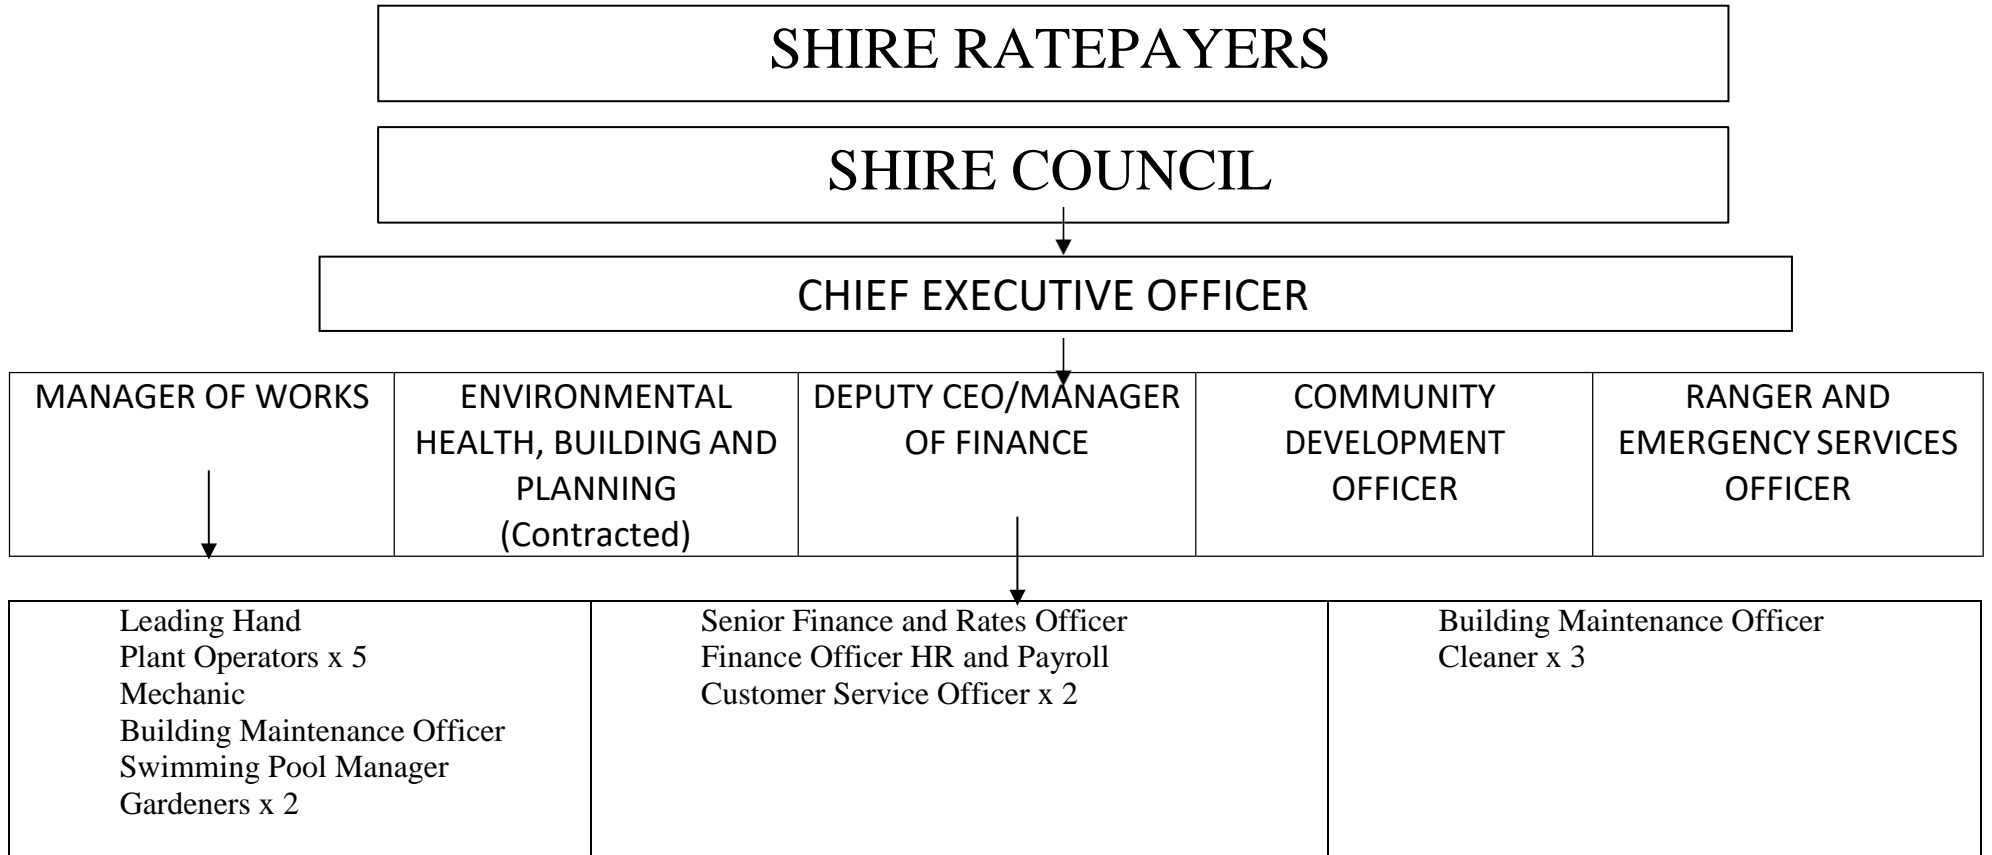 SHIRE RATEPAYERS
SHIRE COUNCIL
CHIEF EXECUTIVE OFFICER
MANAGER OF WORKS
ENVIRONMENTAL
HEALTH, BUILDING AND
PLANNING
(Contracted)
DEPUTY CEO/MANAGER
OF FINANCE
COMMUNITY
DEVELOPMENT
OFFICER
RANGER AND
EMERGENCY SERVICES
OFFICER
Leading Hand
Plant Operators x 5
Mechanic
Building Maintenance Officer
Swimming Pool Manager
Gardeners x 2
Senior Finance and Rates Officer
Finance Officer HR and Payroll
Customer Service Officer x 2
Building Maintenance Officer
Cleaner x 3